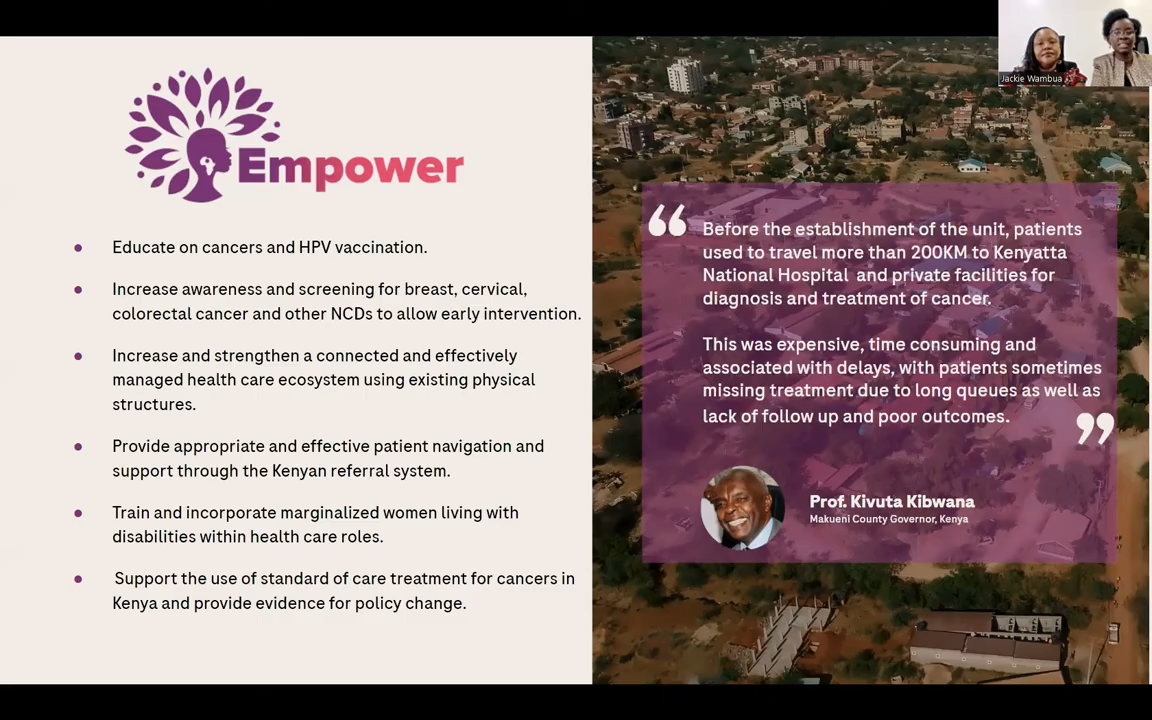 Empower
Educate on cancers and HPV vaccination.
Increase awareness and screening for breast, cervical,
colorectal cancer and other NCDs to allow early intervention.
Increase and strengthen a connected and effectively
managed health care ecosystem using existing physical
structures.
Provide appropriate and effective patient navigation and
support through the Kenyan referral system.
Train and incorporate marginalized women living with
disabilities within health care roles.
Support the use of standard of care treatment for cancers in
Kenya and provide evidence for policy change.
Jackie Wambua
“Before the establishment of the unit, patients
used to travel more than 200KM to Kenyatta
National Hospital and private facilities for
diagnosis and treatment of cancer.
This was expensive, time consuming and
associated with delays, with patients sometimes
missing treatment due to long queues as well as
lack of follow up and poor outcomes.”
Prof. Kivuta Kibwana
Makueni County Governor, Kenya